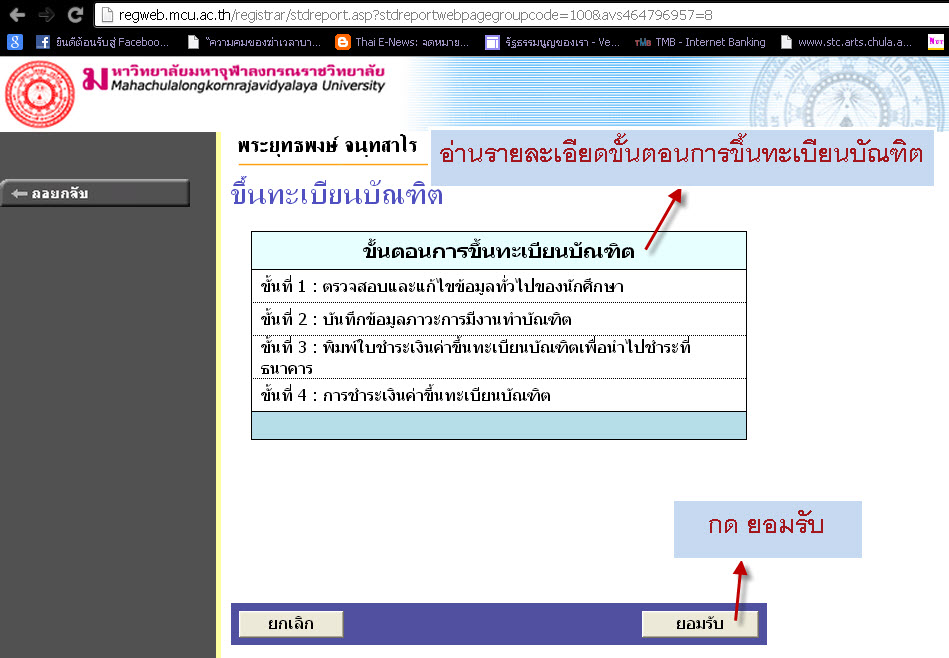 regweb.mcu.ac.th/registrar/stdreport.asp?stdreportwebpagegroupcode=100&avs464796957=8
ยินดีต้อนรับสู่ Faceboo... "ความคมของฆ่าเวลาบา... Thai E-News: จดหมาย... รัฐธรรมนูญของเรา - Ve... TMB - Internet Banking www.stc.arts.chula.a...
มหาวิทยาลัยมหาจุฬาลงกรณราชวิทยาลัย
Mahachulalongkornrajavidyalaya University
พระยุทธพงษ์ จนฺทสาโร
อ่านรายละเอียดขั้นตอนการขึ้นทะเบียนบัณฑิต
ถอยกลับ
ขึ้นทะเบียนบัณฑิต
ขั้นตอนการขึ้นทะเบียนบัณฑิต
ขั้นที่ 1 : ตรวจสอบและแก้ไขข้อมูลทั่วไปของนักศึกษา
ขั้นที่ 2 : บันทึกข้อมูลภาวะการมีงานทำบัณฑิต
ขั้นที่ 3 : พิมพ์ใบชำระเงินค่าขึ้นทะเบียนบัณฑิตเพื่อนำไปชำระที่
ธนาคาร
ขั้นที่ 4 : การชำระเงินค่าขึ้นทะเบียนบัณฑิต
กด ยอมรับ
ยกเลิก ยอมรับ